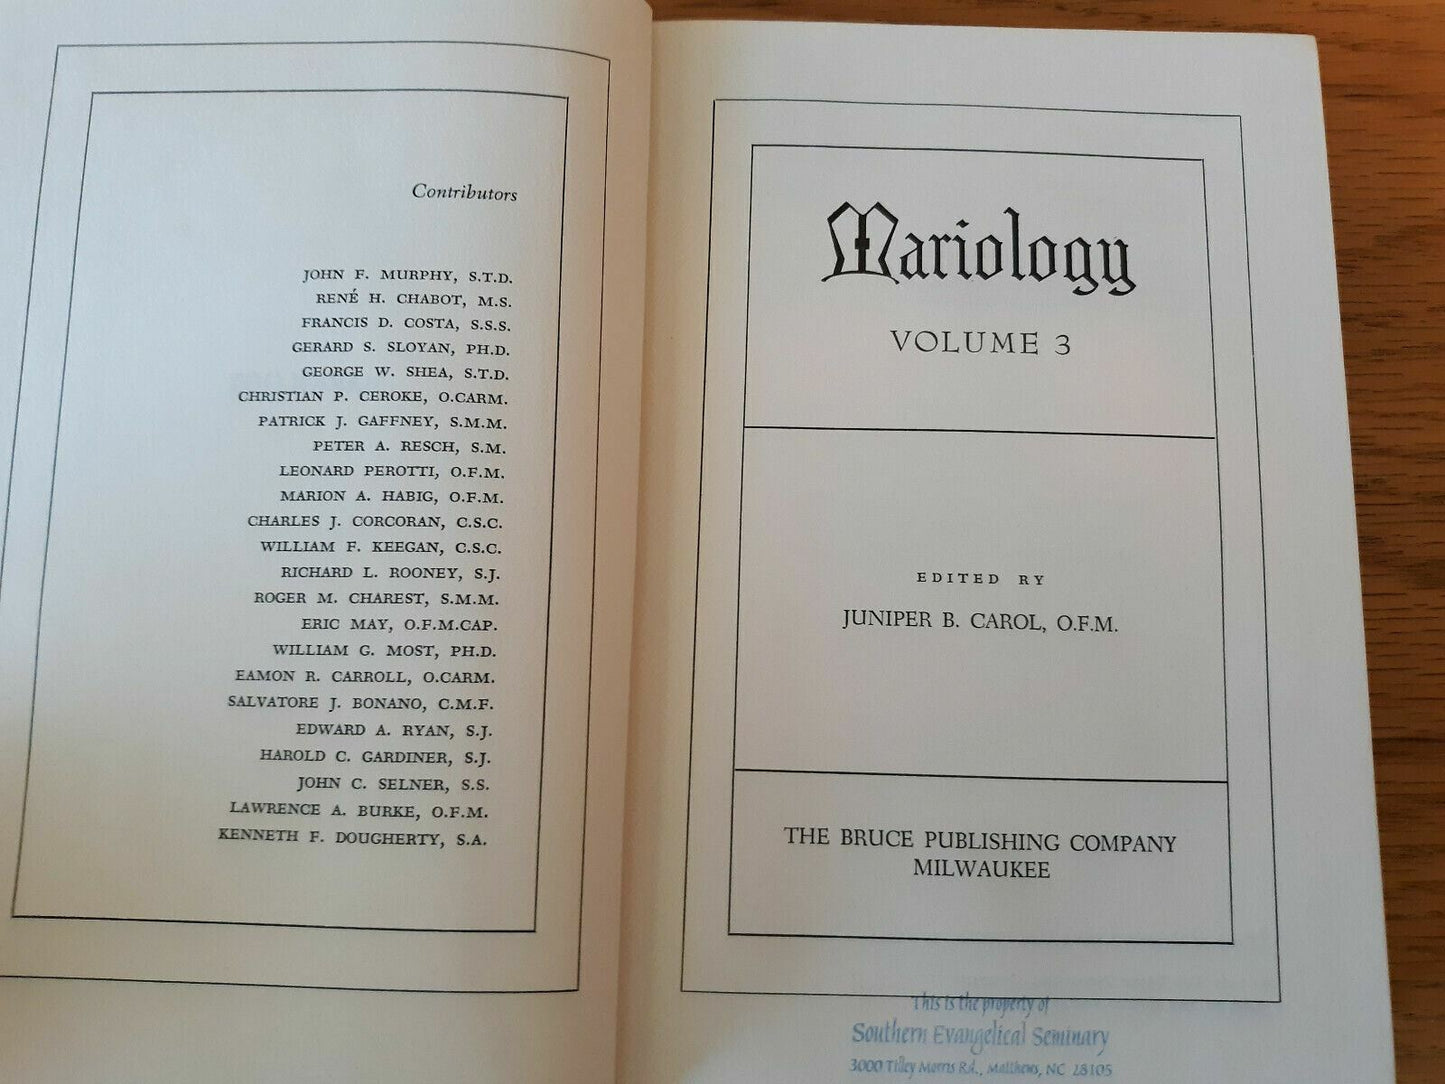 Contributors
JOHN F. MURPHY, S.T.D.
RENÉ H. CHABOT, M.S.
FRANCIS D. COSTA, S.S.S.
GERARD S. SLOYAN, PH.D.
GEORGE W. SHEA, S.T.D.
CHRISTIAN P. CEROKE, O.CARM.
PATRICK J. GAFFNEY, S.M.M.
PETER A. RESCH, S.M.
LEONARD PEROTTI, O.F.M.
MARION A. HABIG, O.F.M.
CHARLES J. CORCORAN, C.S.C.
WILLIAM F. KEEGAN, C.S.C.
RICHARD L. ROONEY, S.J.
ROGER M. CHAREST, S.M.M.
ERIC MAY, O.F.M.CAP.
WILLIAM G. MOST, PH.D.
EAMON R. CARROLL, O.CARM.
SALVATORE J. BONANO, C.M.F.
EDWARD A. RYAN, S.J.
HAROLD C. GARDINER, S.J.
JOHN C. SELNER, S.S.
LAWRENCE A. BURKE, O.F.M.
KENNETH F. DOUGHERTY, S.A.
Mariology
VOLUME 3
EDITED BY
JUNIPER B. CAROL, O.F.M.
THE BRUCE PUBLISHING COMPANY
MILWAUKEE
This is the property of
Southern Evangelical Seminary
3000 Tilley Morris Rd., Matthews, NC 28105